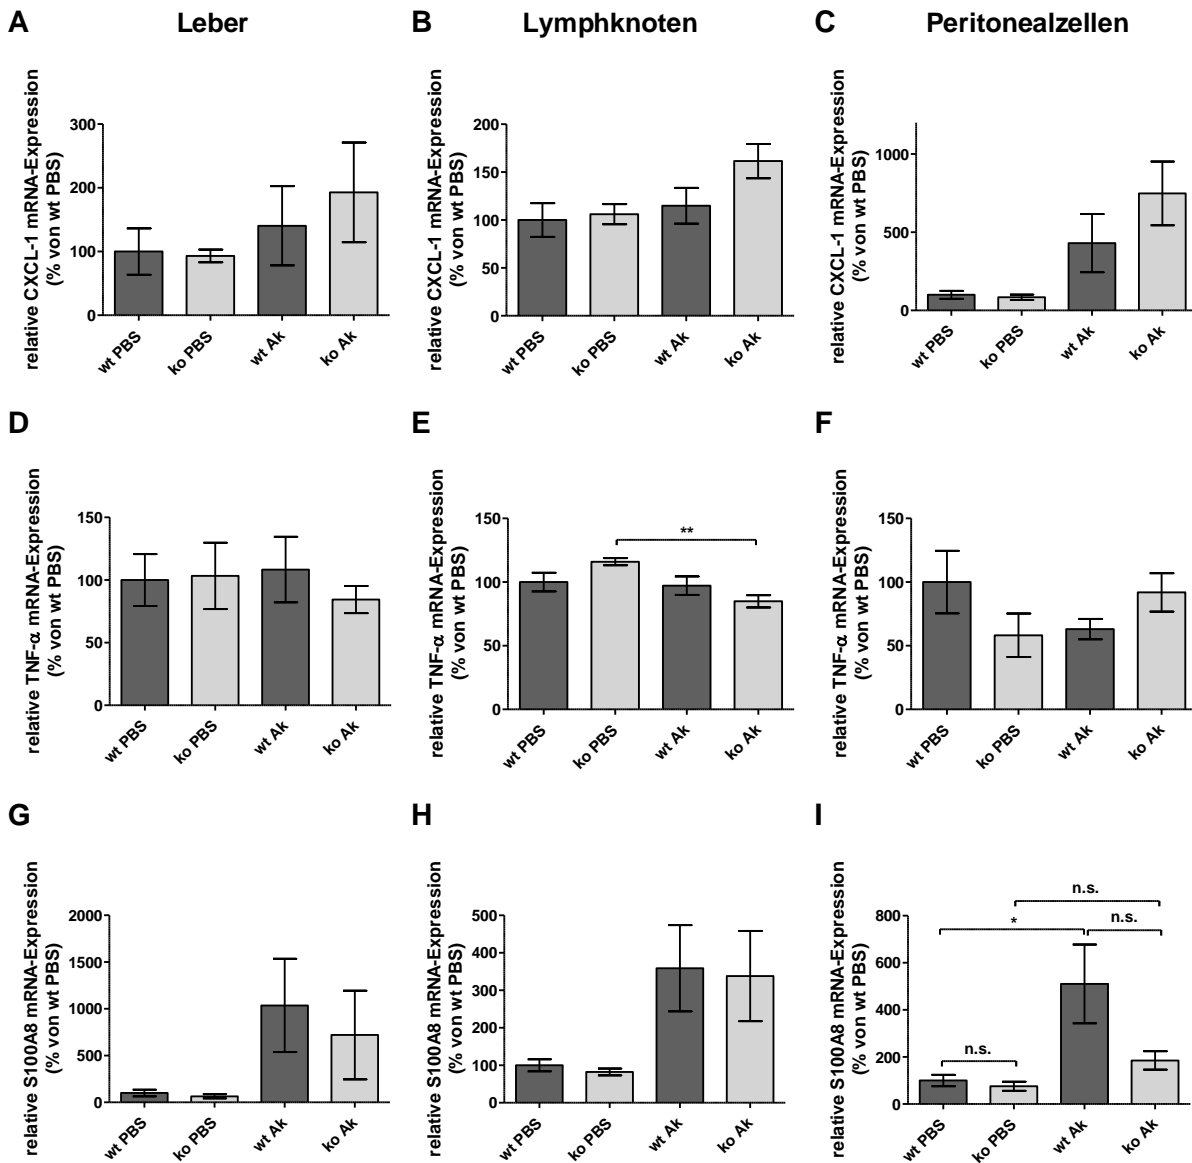 A Leber B Lymphknoten C Peritonealzellen
relative CXCL-1 mRNA-Expression
(% von wt PBS)
300
200
100
0
wt PBS ko PBS wt Ak ko Ak
relative CXCL-1 mRNA-Expression
(% von wt PBS)
200
150
100
50
0
wt PBS ko PBS wt Ak ko Ak
relative CXCL-1 mRNA-Expression
(% von wt PBS)
1000
500
0
wt PBS ko PBS wt Ak ko Ak
D E F
relative TNF-α mRNA-Expression
(% von wt PBS)
150
100
50
0
wt PBS ko PBS wt Ak ko Ak
relative TNF-α mRNA-Expression
(% von wt PBS)
150
100
50
0
**
wt PBS ko PBS wt Ak ko Ak
relative TNF-α mRNA-Expression
(% von wt PBS)
150
100
50
0
wt PBS ko PBS wt Ak ko Ak
G H I
relative S100A8 mRNA-Expression
(% von wt PBS)
2000
1500
1000
500
0
wt PBS ko PBS wt Ak ko Ak
relative S100A8 mRNA-Expression
(% von wt PBS)
500
400
300
200
100
0
wt PBS ko PBS wt Ak ko Ak
relative S100A8 mRNA-Expression
(% von wt PBS)
800
600
400
200
0
n.s.
* n.s.
n.s.
wt PBS ko PBS wt Ak ko Ak